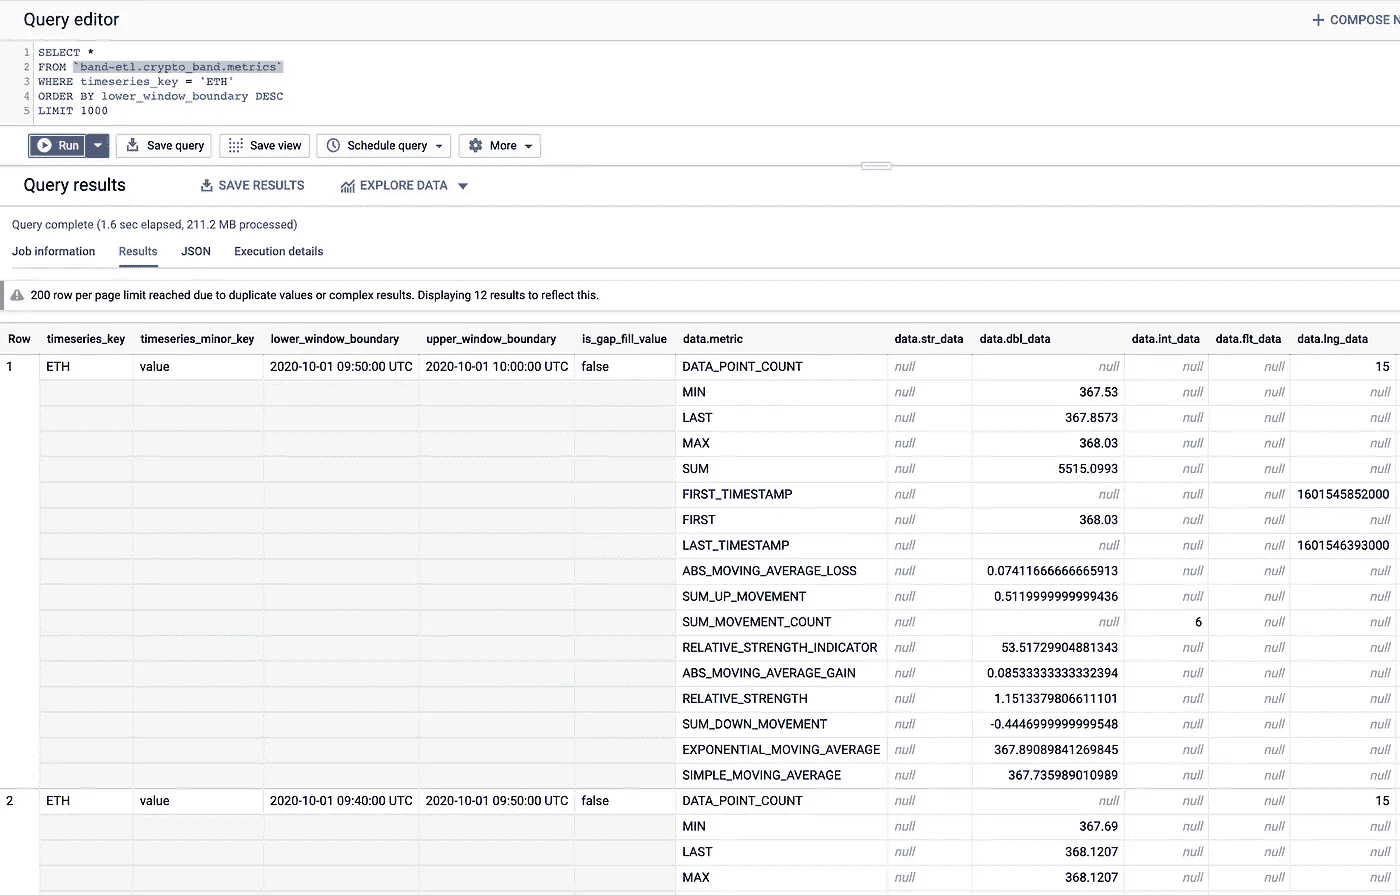 Query editor
COMPOSE N
1 SELECT *
2 FROM `band-etl.crypto_band.metrics`
3 WHERE timeseries_key = 'ETH'
4 ORDER BY lower_window_boundary DESC
5 LIMIT 1000
Run Save query Save view Schedule query More
Query results SAVE RESULTS EXPLORE DATA
Query complete (1.6 sec elapsed, 211.2 MB processed)
Job information Results JSON Execution details
200 row per page limit reached due to duplicate values or complex results. Displaying 12 results to reflect this.
Row timeseries_key timeseries_minor_key lower_window_boundary upper_window_boundary is_gap_fill_value data.metric data.str_data data.dbl_data data.int_data data.flt_data data.lng_data
1 ETH value 2020-10-01 09:50:00 UTC 2020-10-01 10:00:00 UTC false DATA_POINT_COUNT null null null null 15
MIN null 367.53 null null null
LAST null 367.8573 null null null
MAX null 368.03 null null null
SUM null 5515.0993 null null null
FIRST_TIMESTAMP null null null null 1601545852000
FIRST null 368.03 null null null
LAST_TIMESTAMP null null null null 1601546393000
ABS_MOVING_AVERAGE_LOSS null 0.07411666666665913 null null null
SUM_UP_MOVEMENT null 0.5119999999999436 null null null
SUM_MOVEMENT_COUNT null null 6 null null
RELATIVE_STRENGTH_INDICATOR null 53.51729904881343 null null null
ABS_MOVING_AVERAGE_GAIN null 0.08533333333332394 null null null
RELATIVE_STRENGTH null 1.1513379806611101 null null null
SUM_DOWN_MOVEMENT null -0.4446999999999548 null null null
EXPONENTIAL_MOVING_AVERAGE null 367.89089841269845 null null null
SIMPLE_MOVING_AVERAGE null 367.735989010989 null null null
2 ETH value 2020-10-01 09:40:00 UTC 2020-10-01 09:50:00 UTC false DATA_POINT_COUNT null null null null 15
MIN null 367.69 null null null
LAST null 368.1207 null null null
MAX null 368.1207 null null null